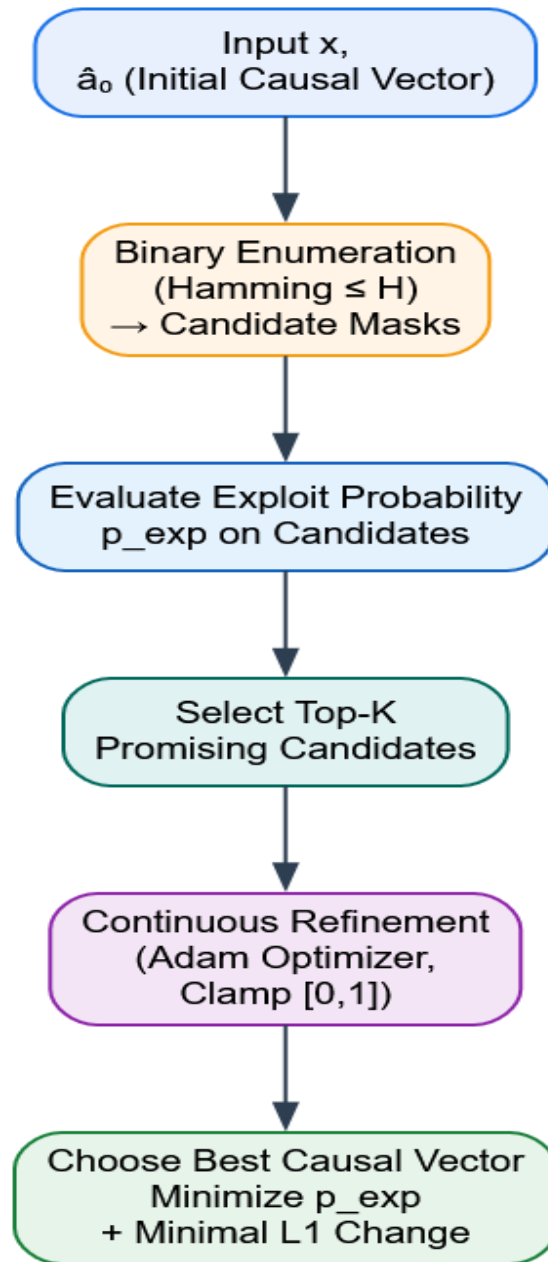 Input x,
â₀ (Initial Causal Vector)
Binary Enumeration
(Hamming ≤ H)
→ Candidate Masks
Evaluate Exploit Probability
p_exp on Candidates
Select Top-K
Promising Candidates
Continuous Refinement
(Adam Optimizer,
Clamp [0,1])
Choose Best Causal Vector
Minimize p_exp
+ Minimal L1 Change